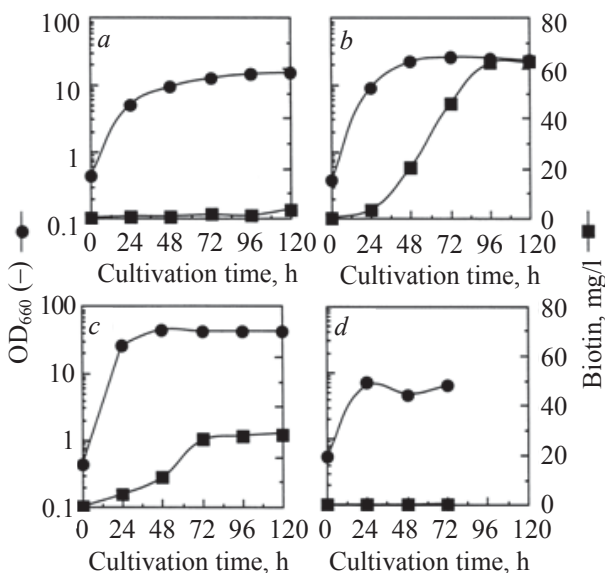 100
10
1
0.1
a
0 24 48 72 96 120
Cultivation time, h
b
80
60
40
20
0
0 24 48 72 96 120
Cultivation time, h
OD660 (–)
Biotin, mg/l
100
10
1
0.1
c
0 24 48 72 96 120
Cultivation time, h
d
80
60
40
20
0
0 24 48 72 96 120
Cultivation time, h